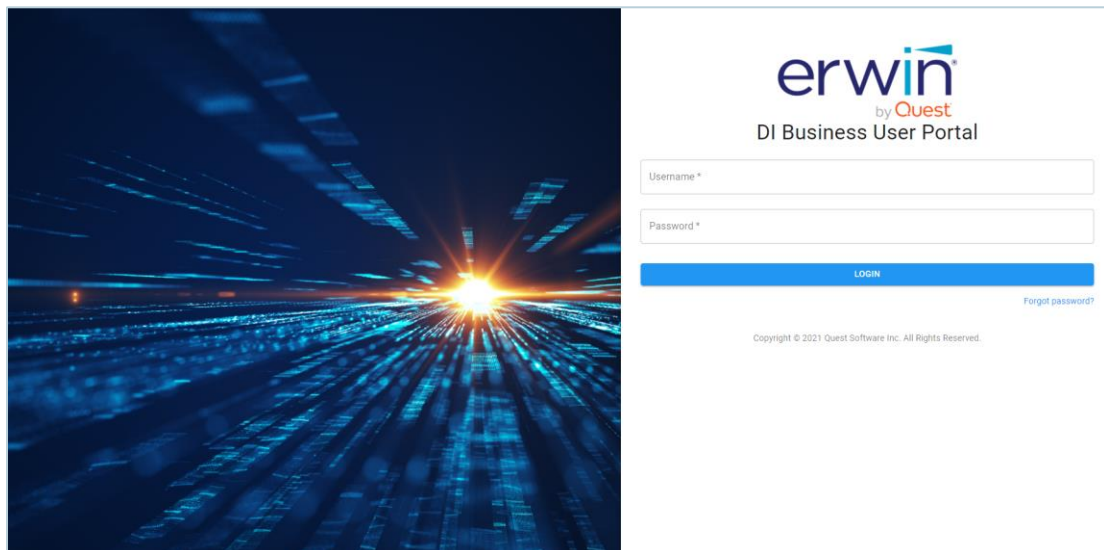 erwin®
by Quest
DI Business User Portal
Username *
Password *
LOGIN
Forgot password?
Copyright © 2021 Quest Software Inc. All Rights Reserved.